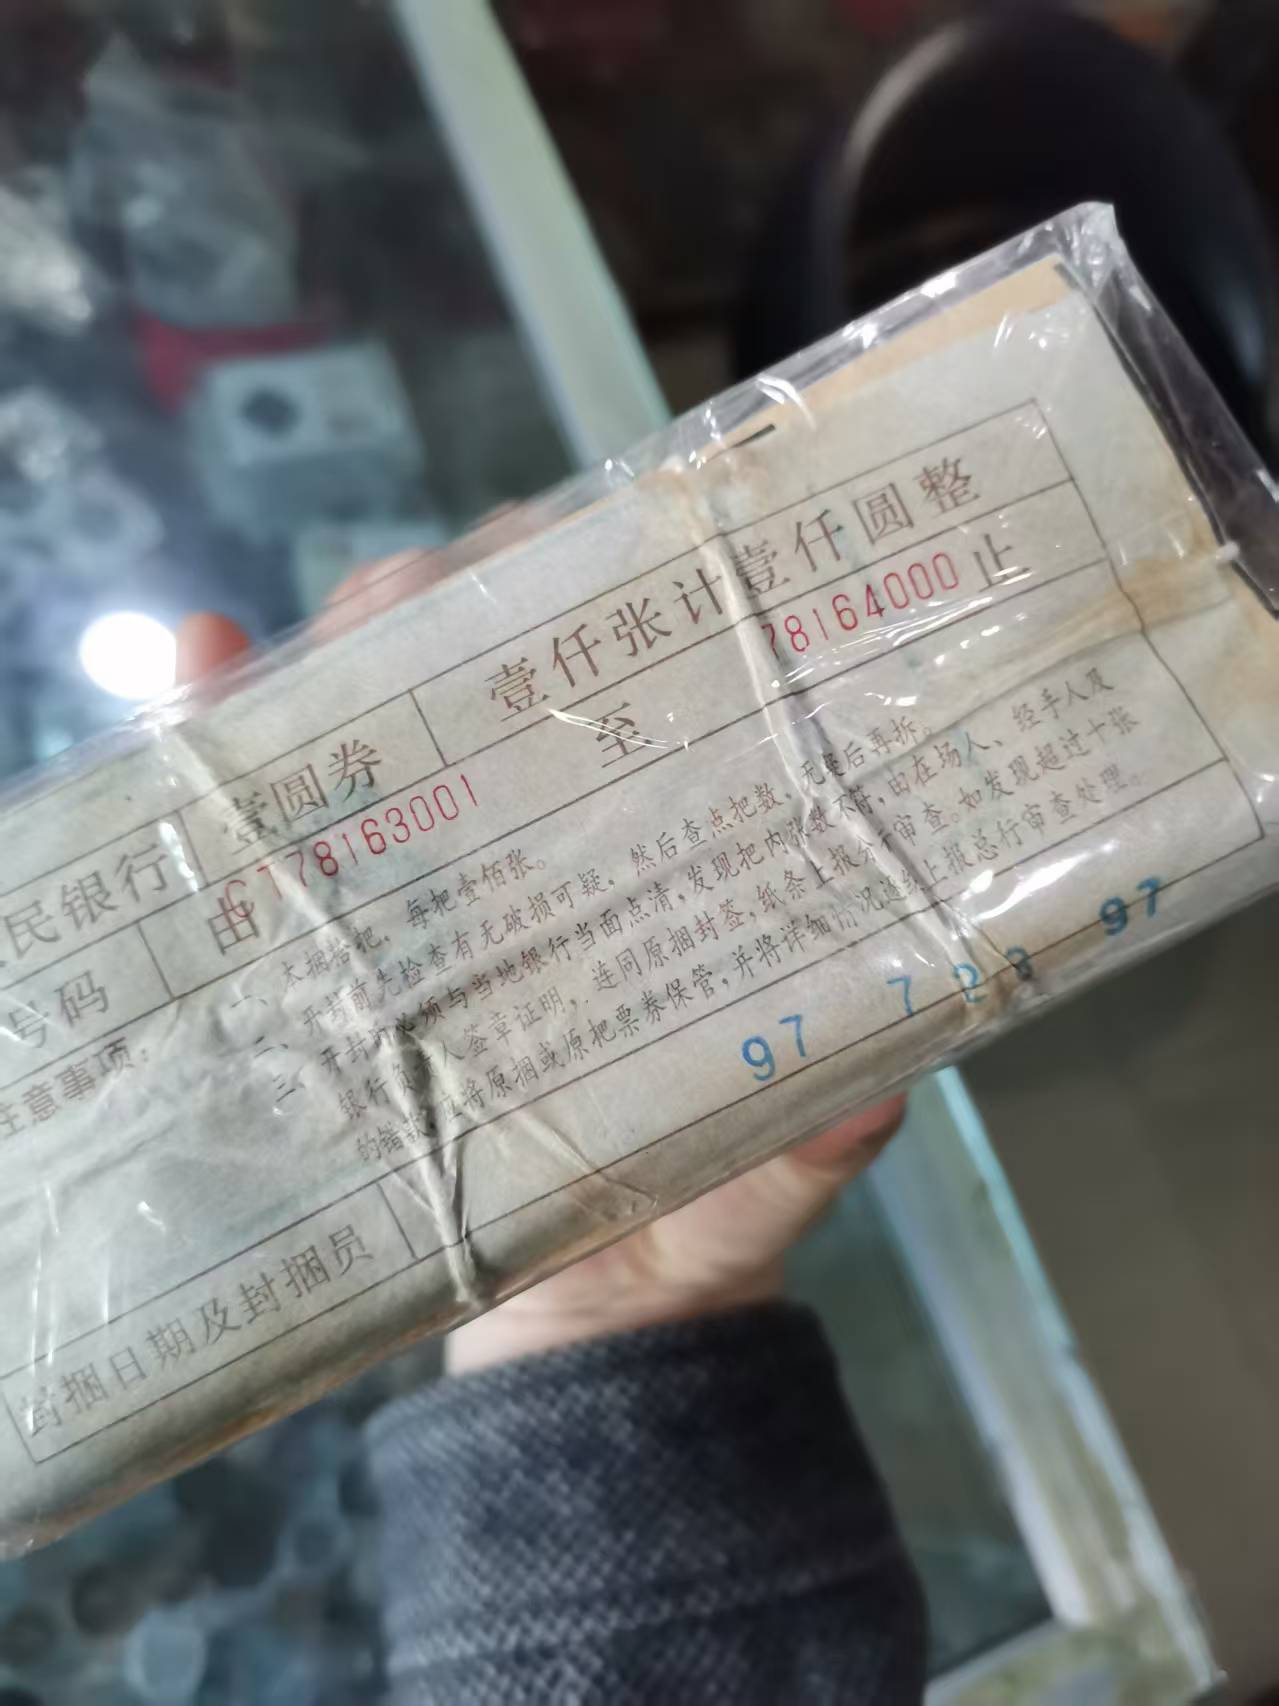 民银行 壹圆券 壹仟张计壹仟圆整
号码 由 CT78163001 至 78164000 止
注意事项:
一、本捆拾把,每把壹佰张。
二、开封前先检查有无破损可疑,然后查点把数,无误后再拆。
三、开封时必须与当地银行当面点清,发现把内张数不符,由在场人、经手人及
银行负责人签章证明,连同原捆封签,纸条上报分行审查。如发现超过十张
的错款,应将原捆或原把票券保管,并将详细情况逐级上报总行审查处理。
封捆日期及封捆员 97 7 23 97